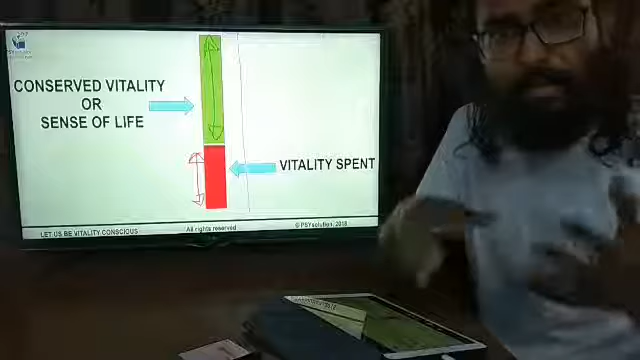 CONSERVED VITALITY
OR
SENSE OF LIFE
VITALITY SPENT
LET US BE VITALITY CONSCIOUS
All rights reserved
© PSYsolution, 2018